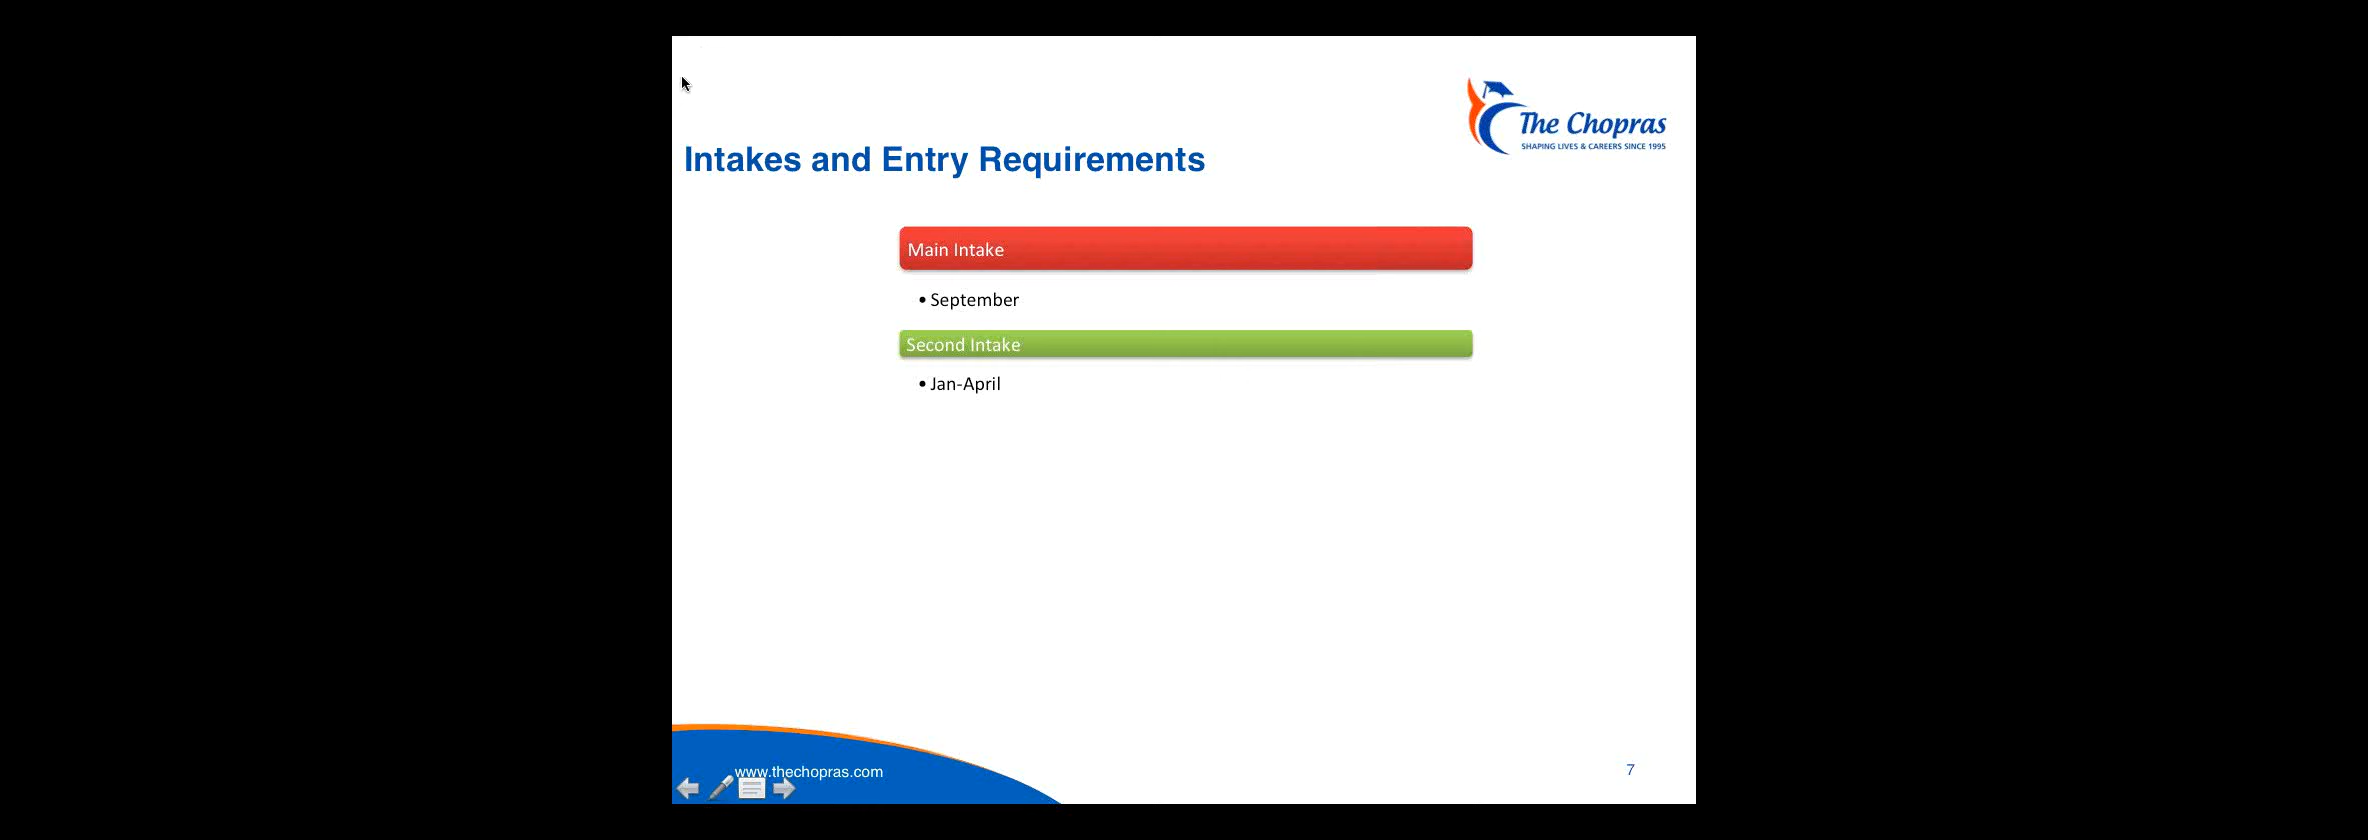 The Chopras
SHAPING LIVES & CAREERS SINCE 1995
Intakes and Entry Requirements
Main Intake
• September
Second Intake
• Jan-April
www.thechopras.com
7